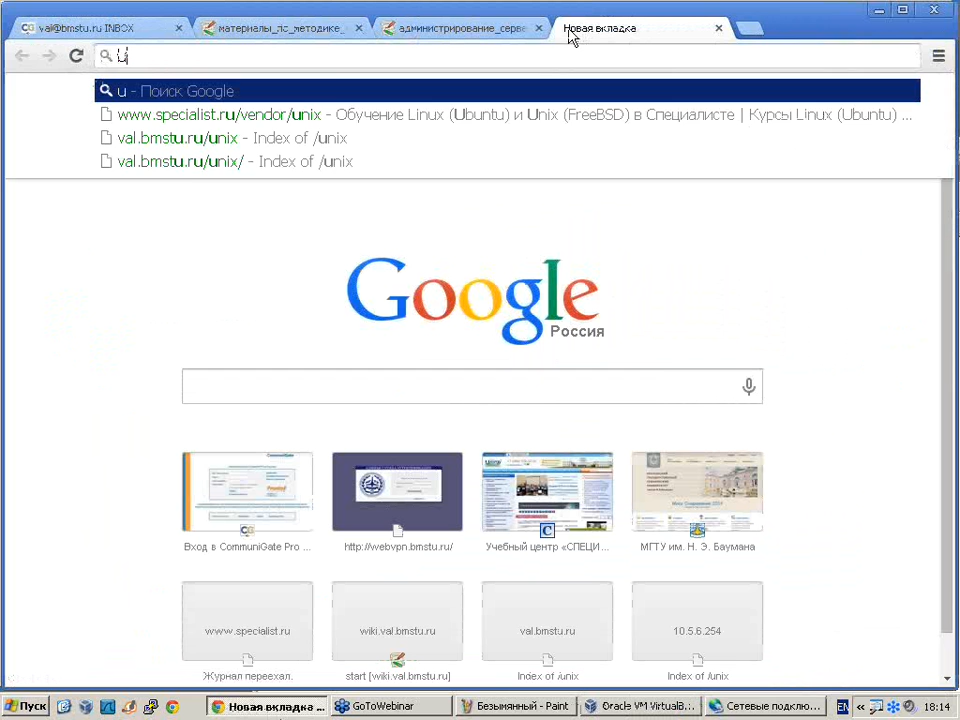 val@bmstu.ru INBOX
материалы_по_методике_
администрирование_серве
Новая вкладка
u
u - Поиск Google
www.specialist.ru/vendor/unix - Обучение Linux (Ubuntu) и Unix (FreeBSD) в Специалисте | Курсы Linux (Ubuntu) ...
val.bmstu.ru/unix - Index of /unix
val.bmstu.ru/unix/ - Index of /unix
Google
Россия
Вход в CommuniGate Pro ...
http://webvpn.bmstu.ru/
Учебный центр «СПЕЦИ...
МГТУ им. Н. Э. Баумана
www.specialist.ru
wiki.val.bmstu.ru
val.bmstu.ru
10.5.6.254
Журнал переехал.
start [wiki.val.bmstu.ru]
Index of /unix
Index of /unix
Пуск
Новая вкладка ...
GoToWebinar
Безымянный - Paint
Oracle VM VirtualB...
Сетевые подклю...
EN
18:14